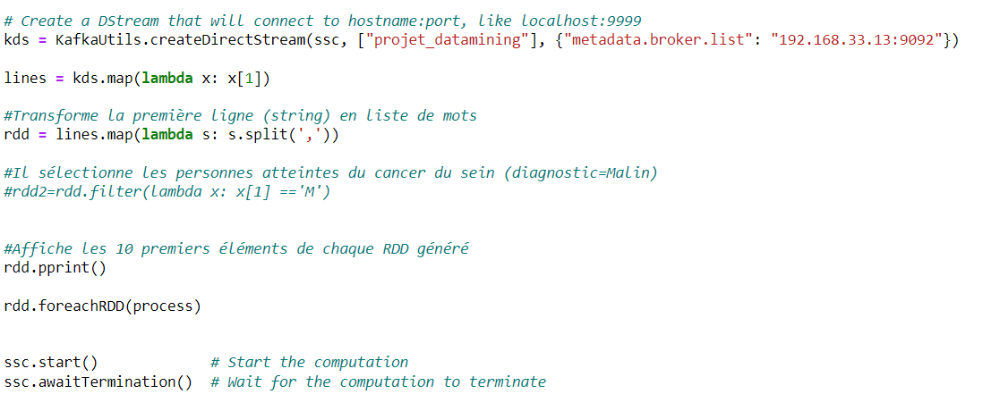 # Create a DStream that will connect to hostname:port, like localhost:9999
kds = KafkaUtils.createDirectStream(ssc, ["projet_datamining"], {"metadata.broker.list": "192.168.33.13:9092"})
lines = kds.map(lambda x: x[1])
#Transforme la première ligne (string) en liste de mots
rdd = lines.map(lambda s: s.split(','))
#Il sélectionne les personnes atteintes du cancer du sein (diagnostic=Malin)
#rdd2=rdd.filter(lambda x: x[1] =='M')
#Affiche les 10 premiers éléments de chaque RDD généré
rdd.pprint()
rdd.foreachRDD(process)
ssc.start()             # Start the computation
ssc.awaitTermination()  # Wait for the computation to terminate